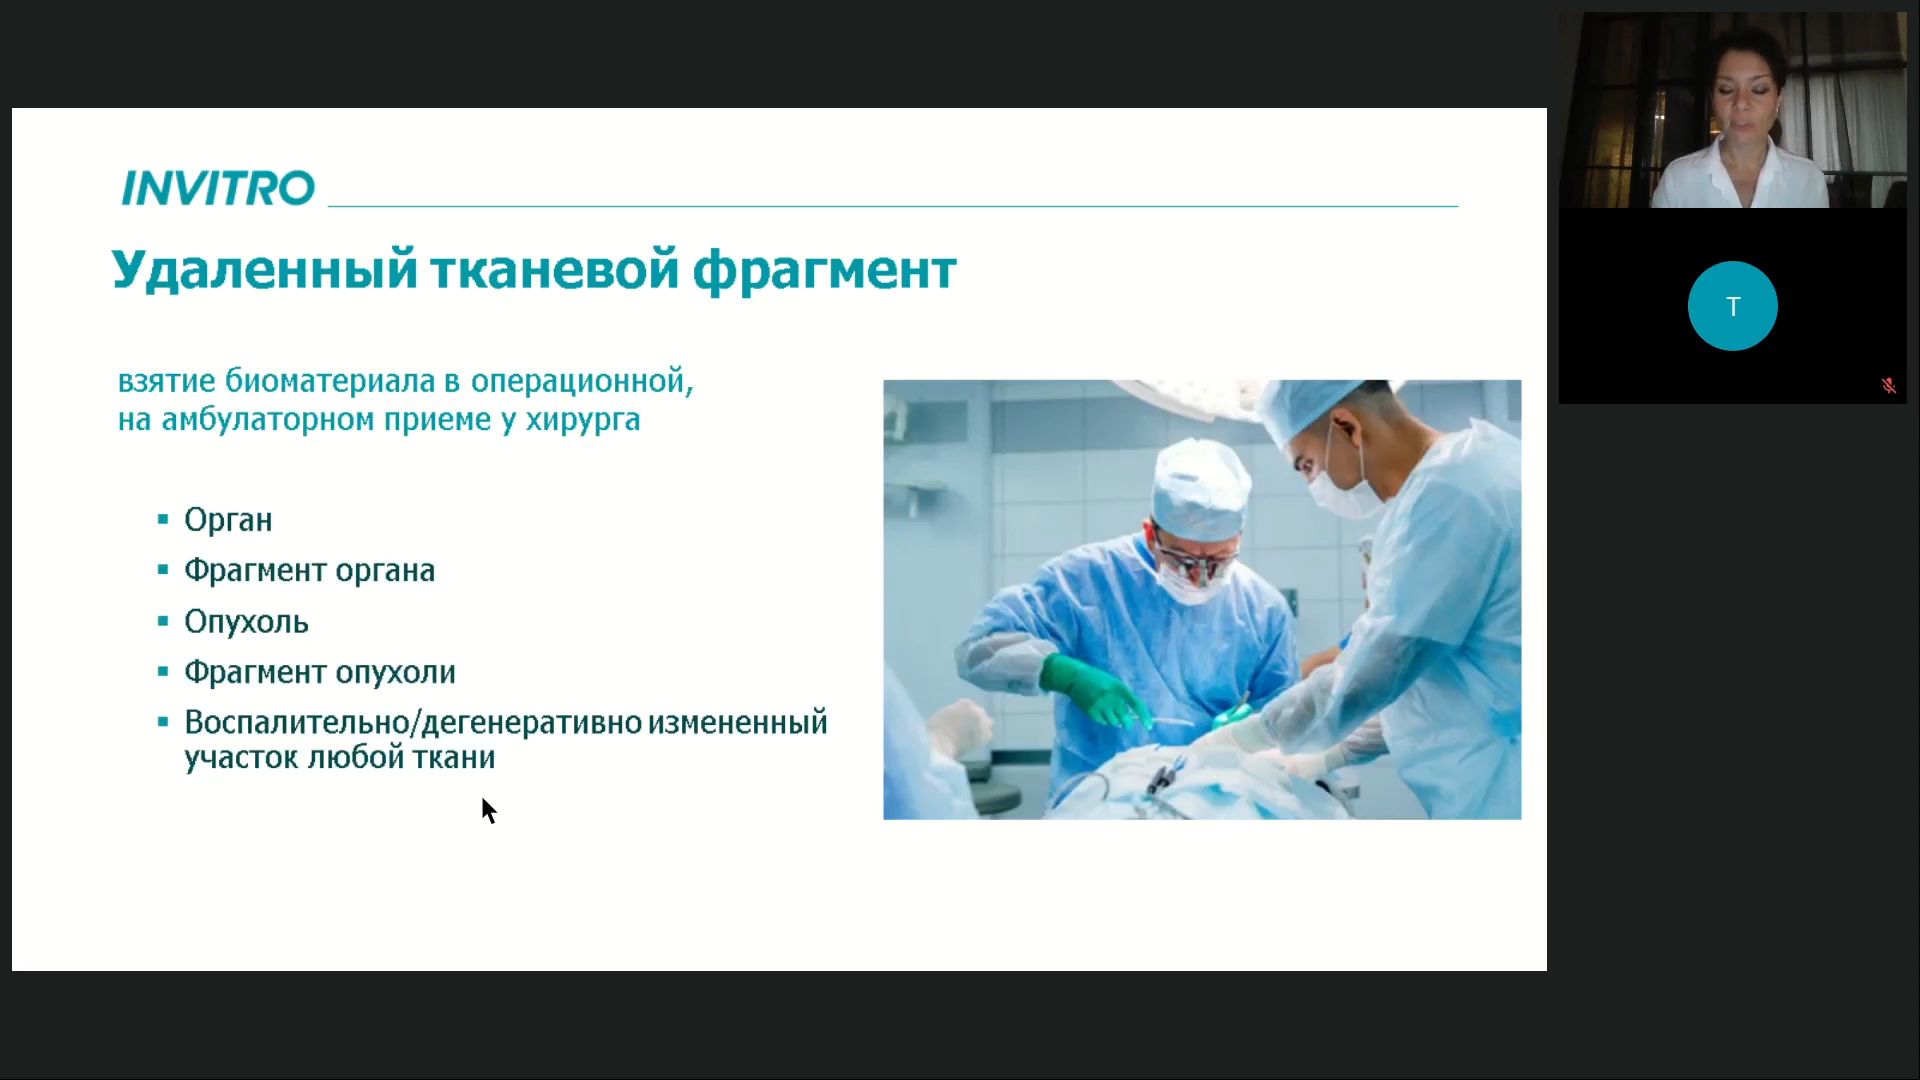 INVITRO
Удаленный тканевой фрагмент
взятие биоматериала в операционной,
на амбулаторном приеме у хирурга
▪ Орган
▪ Фрагмент органа
▪ Опухоль
▪ Фрагмент опухоли
▪ Воспалительно/дегенеративно измененный
участок любой ткани
T